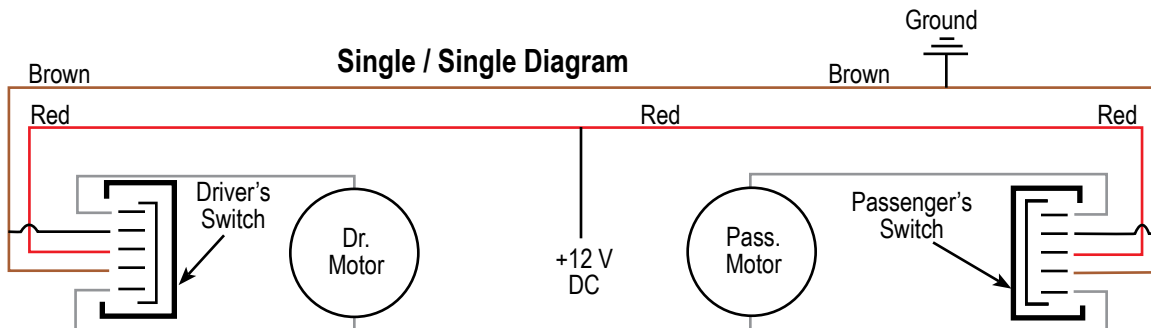 Ground
Single / Single Diagram
Brown
Brown
Red
Red
Red
Driver's
Switch
Dr.
Motor
+12 V
DC
Pass.
Motor
Passenger's
Switch